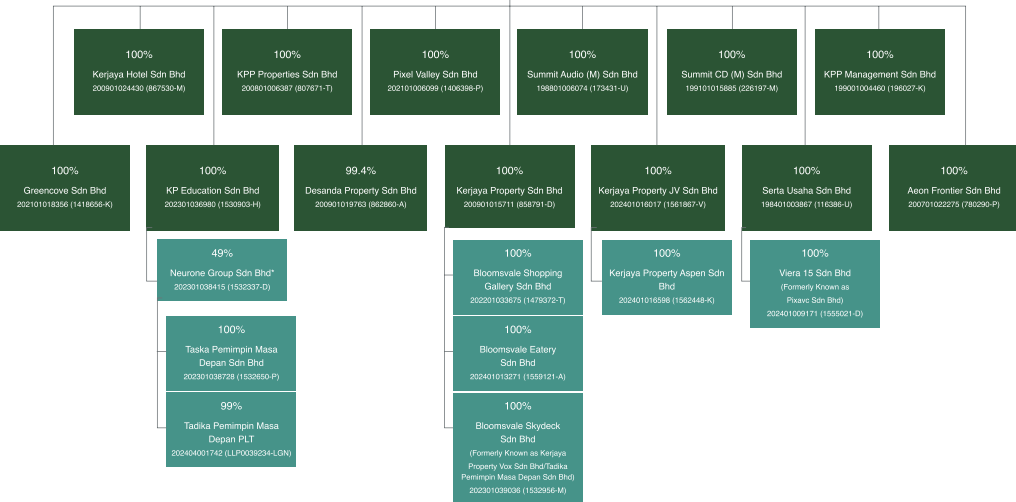 100%
Kerjaya Hotel Sdn Bhd
200901024430 (867530-M)
100%
KPP Properties Sdn Bhd
200801006387 (807671-T)
100%
Pixel Valley Sdn Bhd
202101006099 (1406398-P)
100%
Summit Audio (M) Sdn Bhd
198801006074 (173431-U)
100%
Summit CD (M) Sdn Bhd
199101015885 (226197-M)
100%
KPP Management Sdn Bhd
199001004460 (196027-K)
100%
Greencove Sdn Bhd
202101018356 (1418656-K)
100%
KP Education Sdn Bhd
202301036980 (1530903-H)
99.4%
Desanda Property Sdn Bhd
200901019763 (862860-A)
100%
Kerjaya Property Sdn Bhd
200901015711 (858791-D)
100%
Kerjaya Property JV Sdn Bhd
202401016017 (1561867-V)
100%
Serta Usaha Sdn Bhd
198401003867 (116386-U)
100%
Aeon Frontier Sdn Bhd
200701022275 (780290-P)
49%
Neurone Group Sdn Bhd*
202301038415 (1532337-D)
100%
Taska Pemimpin Masa
Depan Sdn Bhd
202301038728 (1532650-P)
99%
Tadika Pemimpin Masa
Depan PLT
202404001742 (LLP0039234-LGN)
100%
Bloomsvale Shopping
Gallery Sdn Bhd
202201033675 (1479372-T)
100%
Bloomsvale Eatery
Sdn Bhd
202401013271 (1559121-A)
100%
Bloomsvale Skydeck
Sdn Bhd
(Formerly Known as Kerjaya
Property Vox Sdn Bhd/Tadika
Pemimpin Masa Depan Sdn Bhd)
202301039036 (1532956-M)
100%
Kerjaya Property Aspen Sdn
Bhd
202401016598 (1562448-K)
100%
Viera 15 Sdn Bhd
(Formerly Known as
Pixavc Sdn Bhd)
202401009171 (1555021-D)